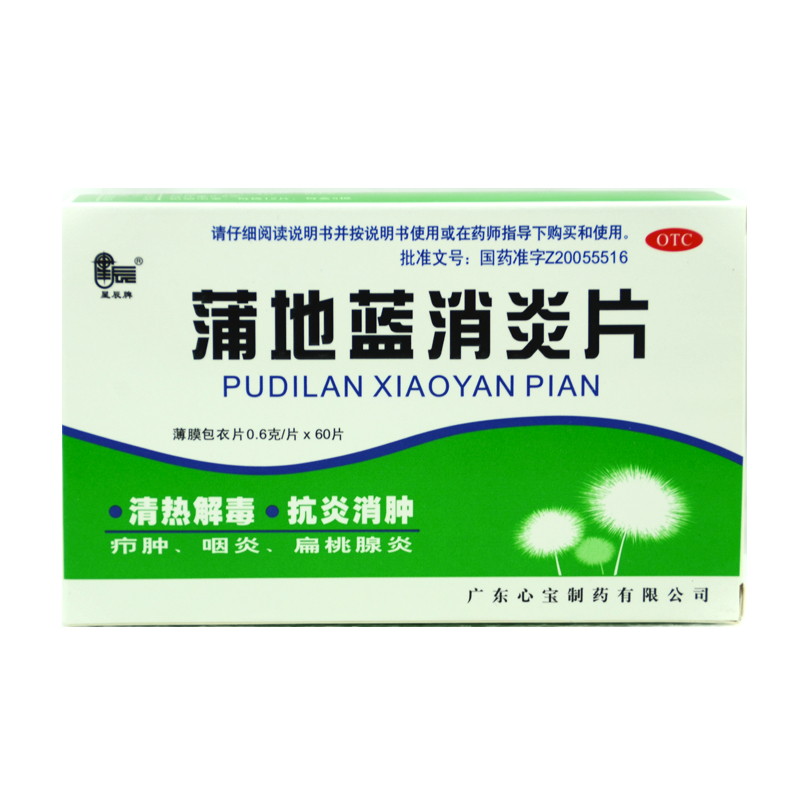 请仔细阅读说明书并按说明书使用或在药师指导下购买和使用。
OTC
批准文号：国药准字Z20055516
®
星辰牌
蒲地蓝消炎片
PUDILAN XIAOYAN PIAN
薄膜包衣片0.6克/片 x 60片
•清热解毒 •抗炎消肿
疖肿、咽炎、扁桃腺炎
广东心宝制药有限公司